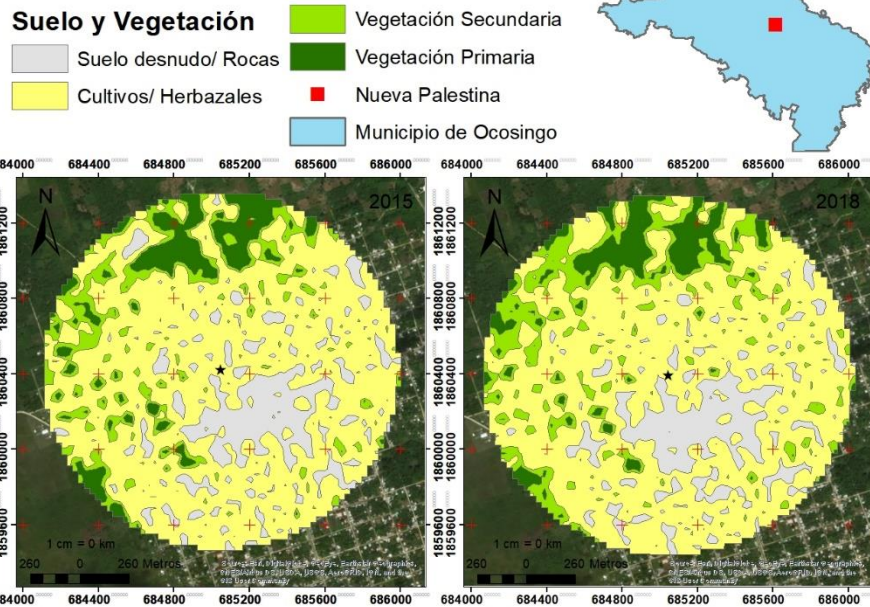 Suelo y Vegetación
Suelo desnudo/ Rocas
Cultivos/ Herbazales
Vegetación Secundaria
Vegetación Primaria
Nueva Palestina
Municipio de Ocosingo
84000 684400 684800 685200 685600 686000
684000 684400 684800 685200 685600 686000
N
2015
1861200
1860800
1860400
1860000
1859600
1 cm = 0 km
260 0 260 Metros
N
2018
1861200
1860800
1860400
1860000
1859600
1 cm = 0 km
260 0 260 Metros
84000 684400 684800 685200 685600 686000
684000 684400 684800 685200 685600 686000